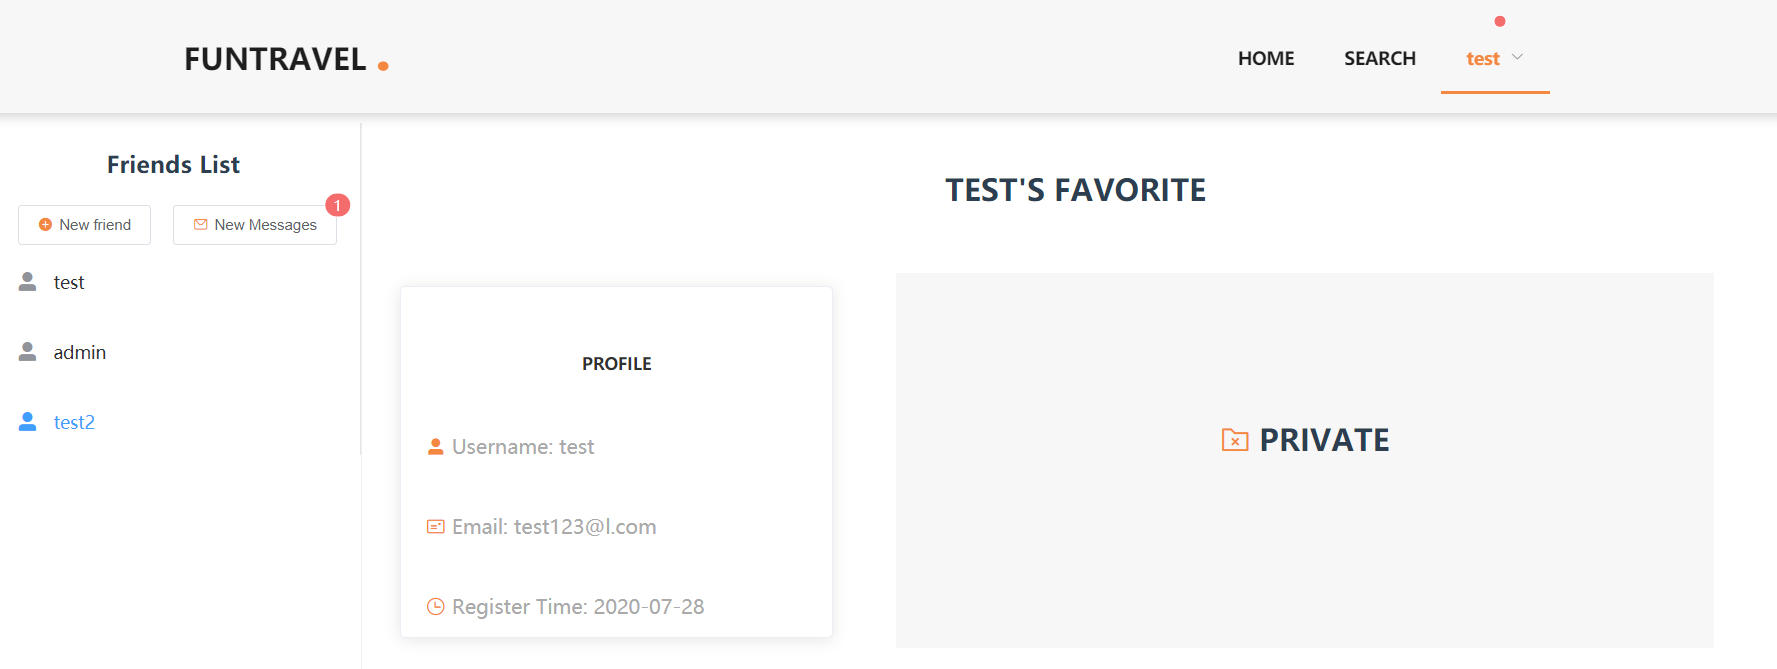 FUNTRAVEL .
HOME SEARCH test
Friends List
New friend New Messages 1
test
admin
test2
TEST'S FAVORITE
PROFILE
Username: test
Email: test123@l.com
Register Time: 2020-07-28
PRIVATE